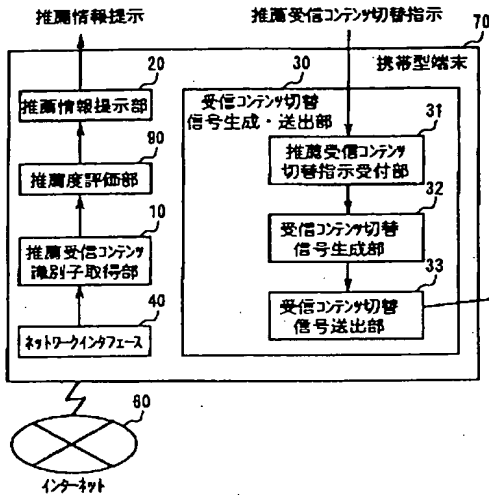 推薦情報提示
推薦受信コンテンツ切替指示
70
携帯型端末
20
推薦情報提示部
90
推薦度評価部
10
推薦受信コンテンツ
識別子取得部
40
ネットワークインタフェース
30
受信コンテンツ切替
信号生成・送出部
31
推薦受信コンテンツ
切替指示受付部
32
受信コンテンツ切替
信号生成部
33
受信コンテンツ切替
信号送出部
60
インターネット